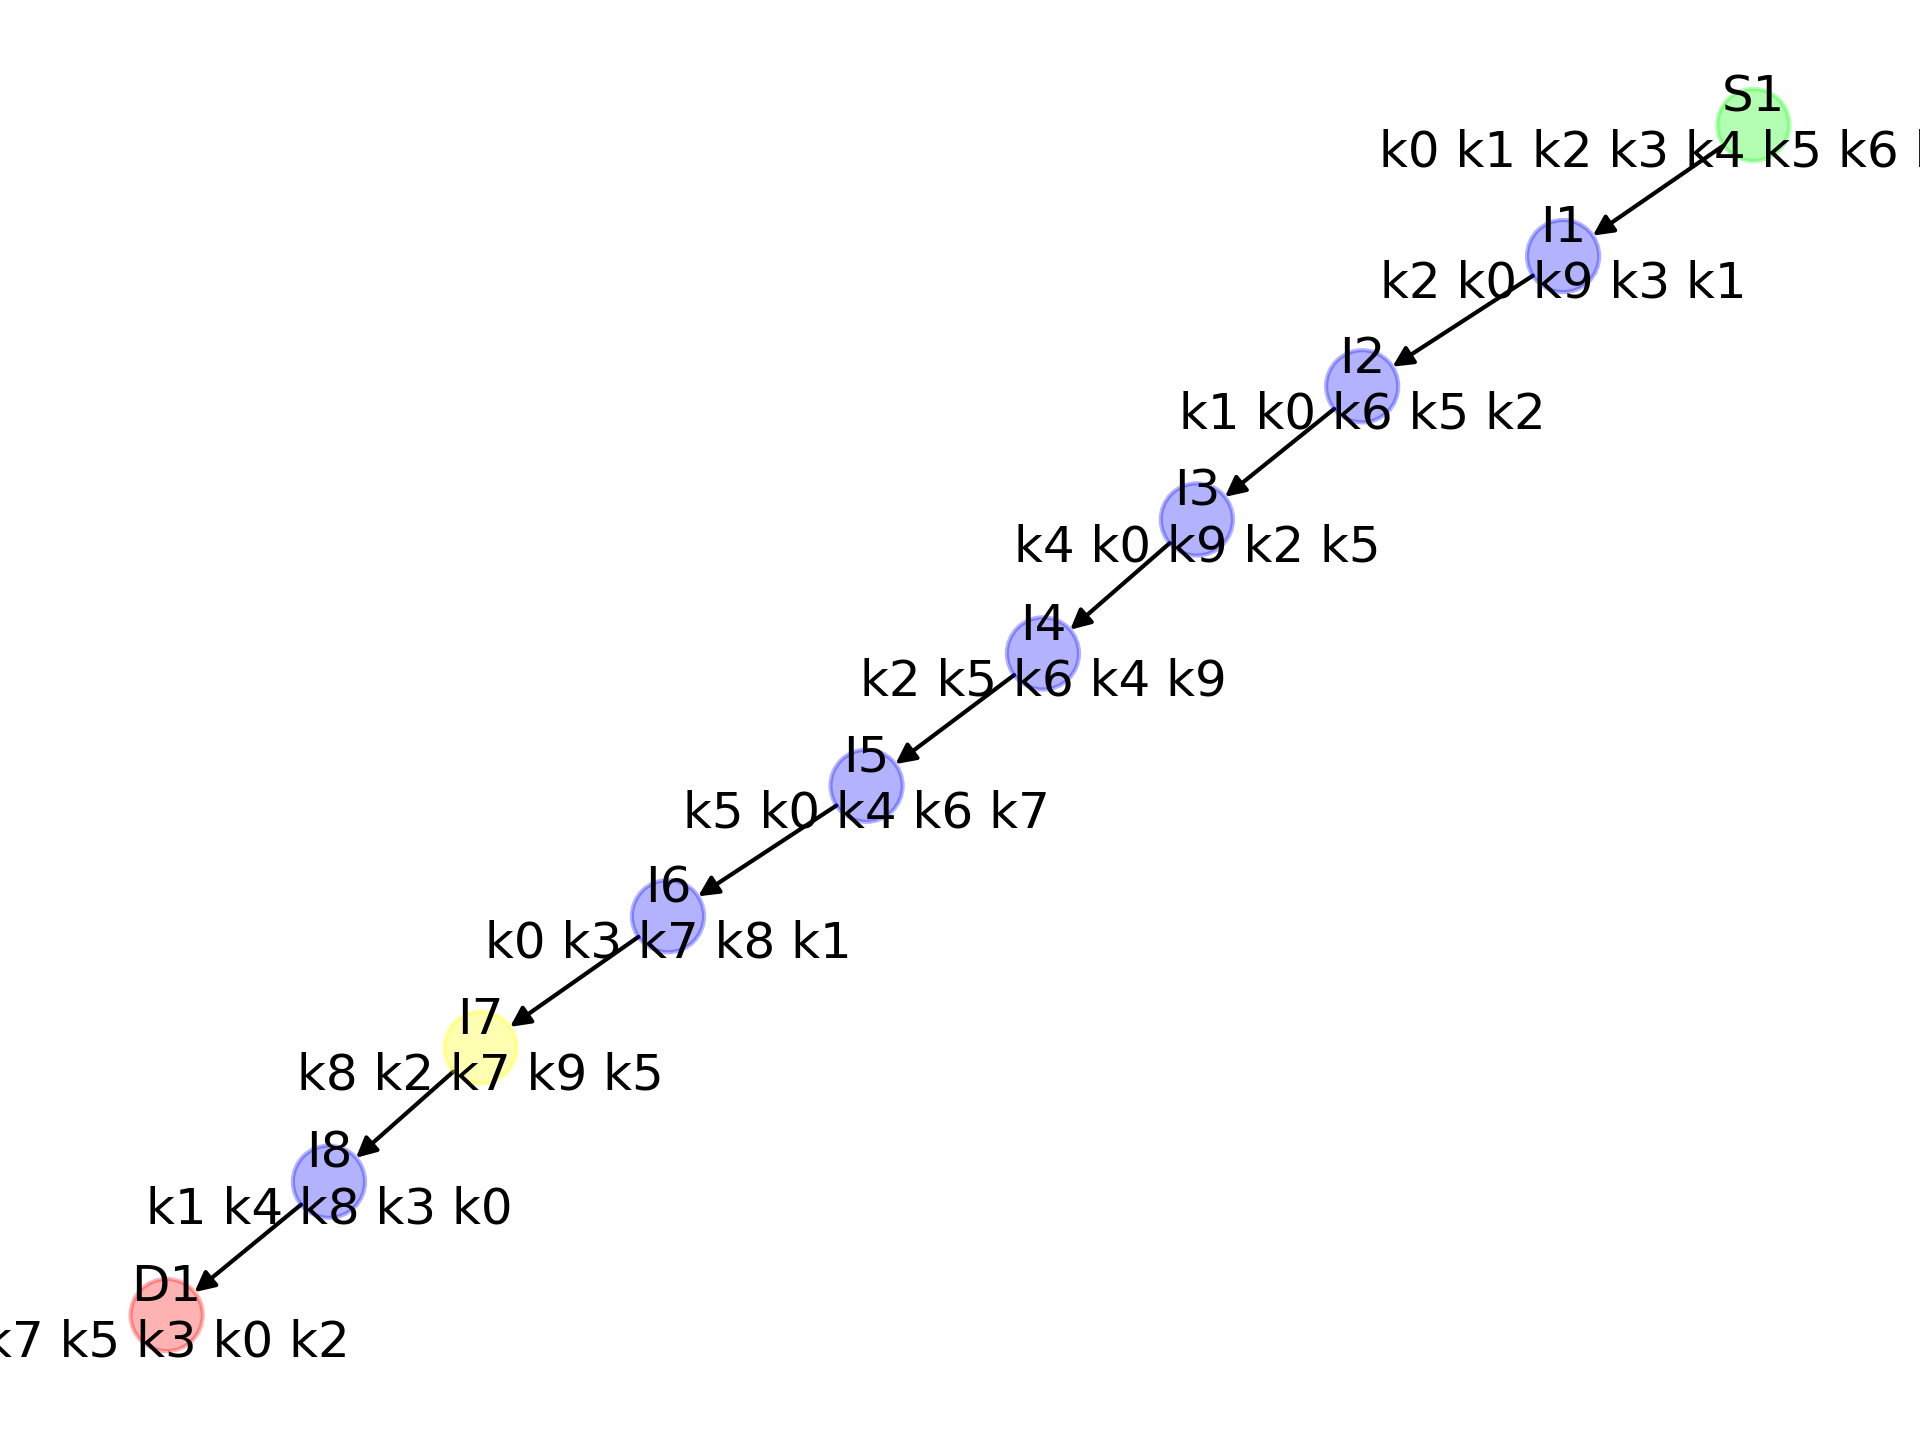 S1
k0 k1 k2 k3 k4 k5 k6
I1
k2 k0 k9 k3 k1
I2
k1 k0 k6 k5 k2
I3
k4 k0 k9 k2 k5
I4
k2 k5 k6 k4 k9
I5
k5 k0 k4 k6 k7
I6
k0 k3 k7 k8 k1
I7
k8 k2 k7 k9 k5
I8
k1 k4 k8 k3 k0
D1
k7 k5 k3 k0 k2